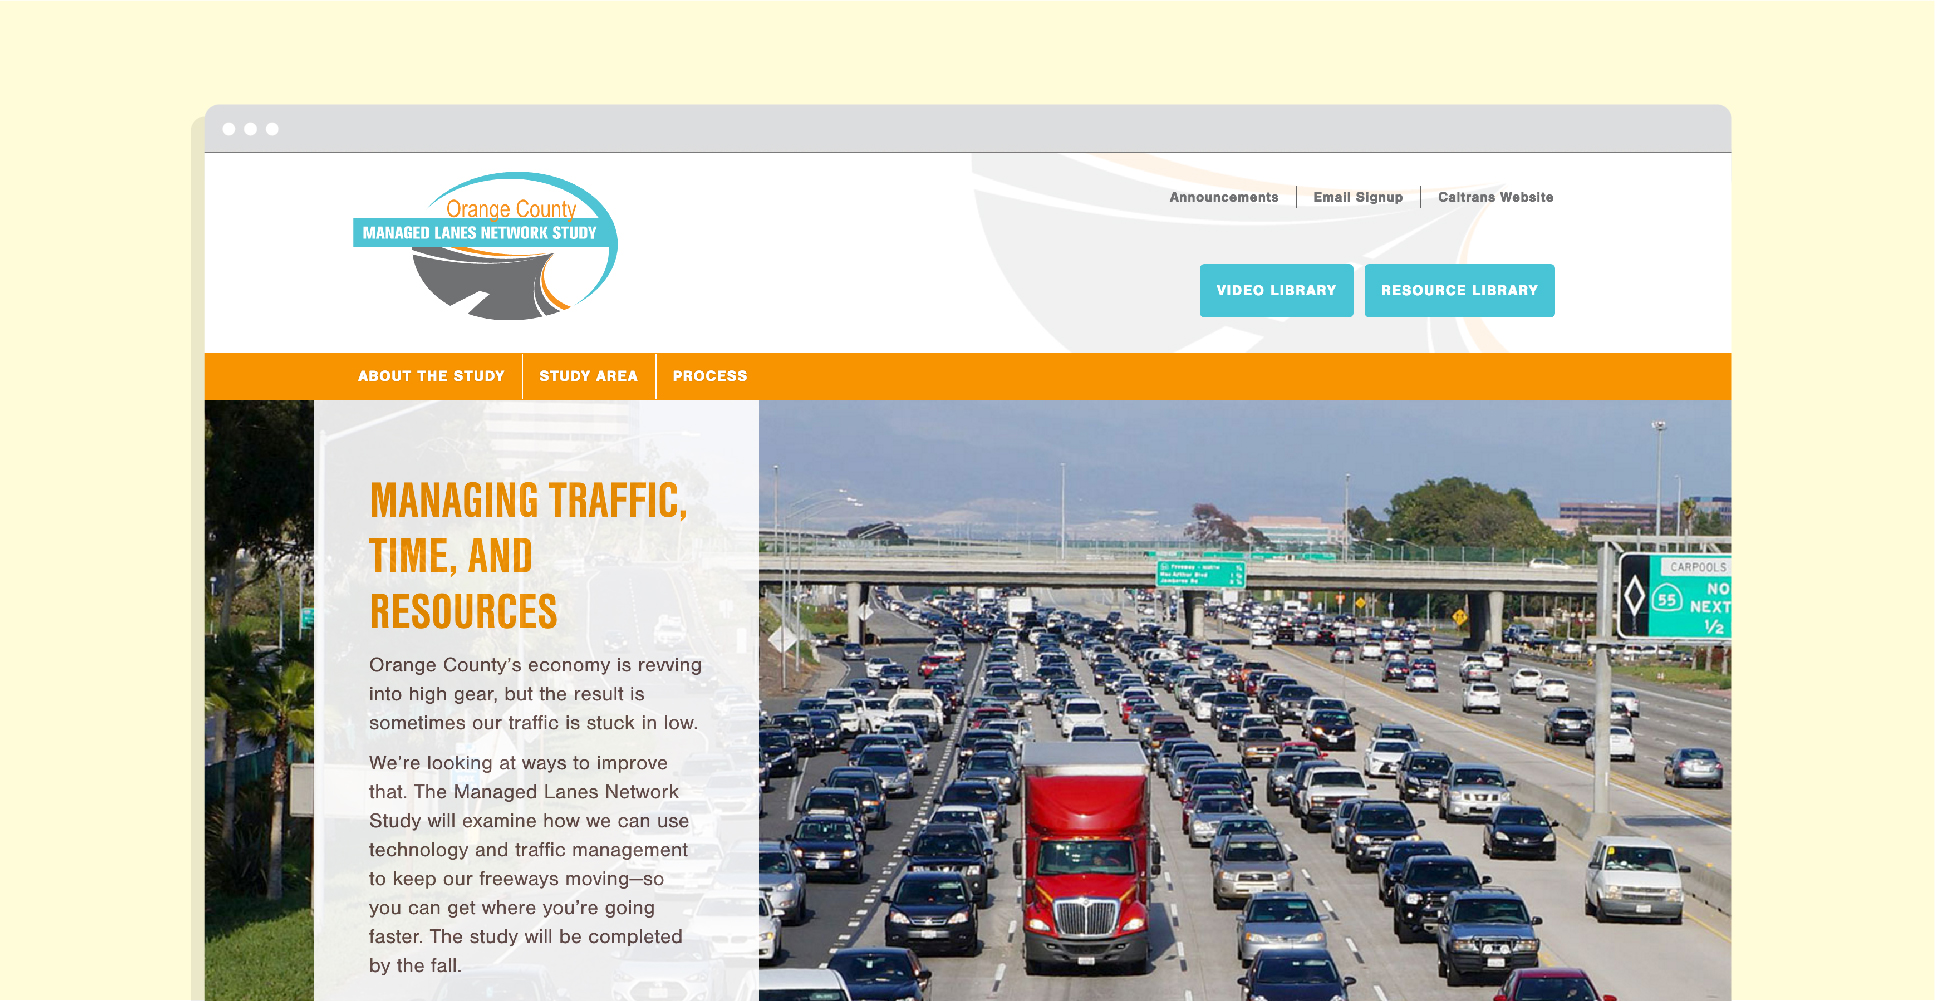 Orange County
MANAGED LANES NETWORK STUDY
Announcements
Email Signup
Caltrans Website
VIDEO LIBRARY
RESOURCE LIBRARY
ABOUT THE STUDY
STUDY AREA
PROCESS
MANAGING TRAFFIC,
TIME, AND
RESOURCES
Orange County’s economy is revving
into high gear, but the result is
sometimes our traffic is stuck in low.
We’re looking at ways to improve
that. The Managed Lanes Network
Study will examine how we can use
technology and traffic management
to keep our freeways moving—so
you can get where you’re going
faster. The study will be completed
by the fall.
CARPOOLS
55
NO
NEXT
1/2